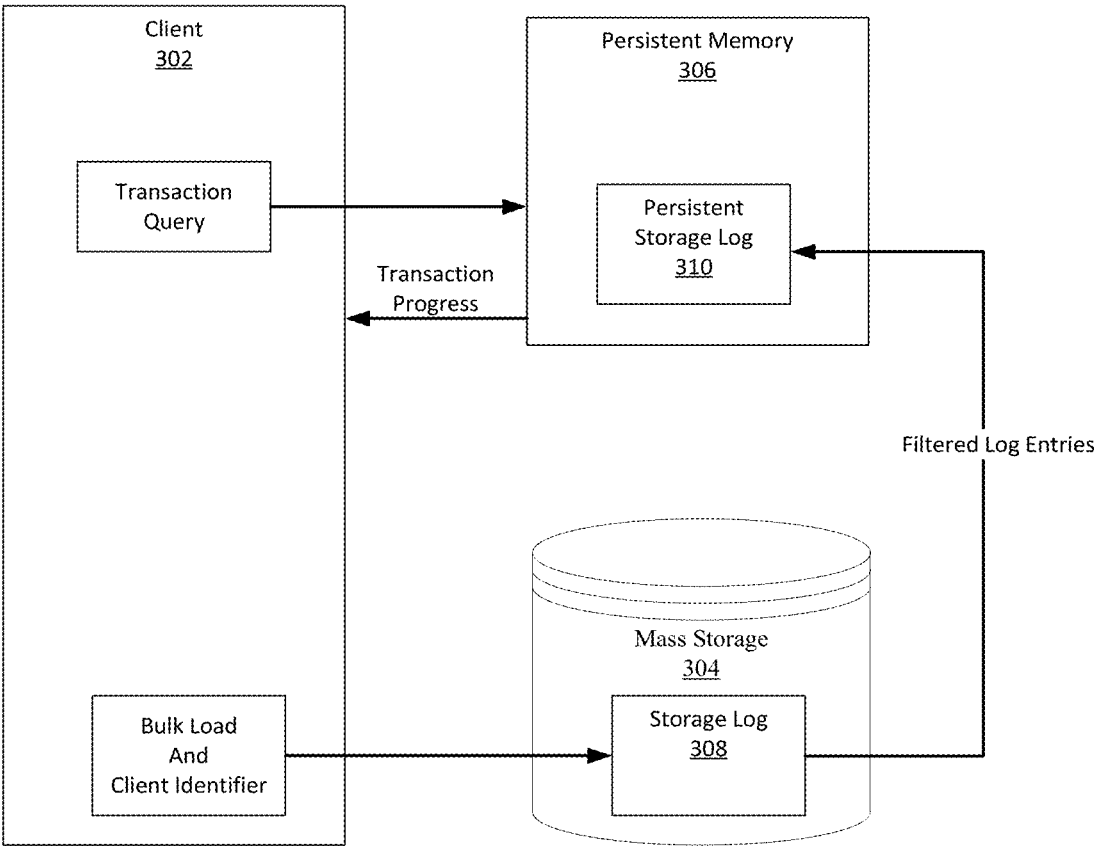 Client
302
Persistent Memory
306
Transaction
Query
Persistent
Storage Log
310
Transaction
Progress
Filtered Log Entries
Mass Storage
304
Bulk Load
And
Client Identifier
Storage Log
308